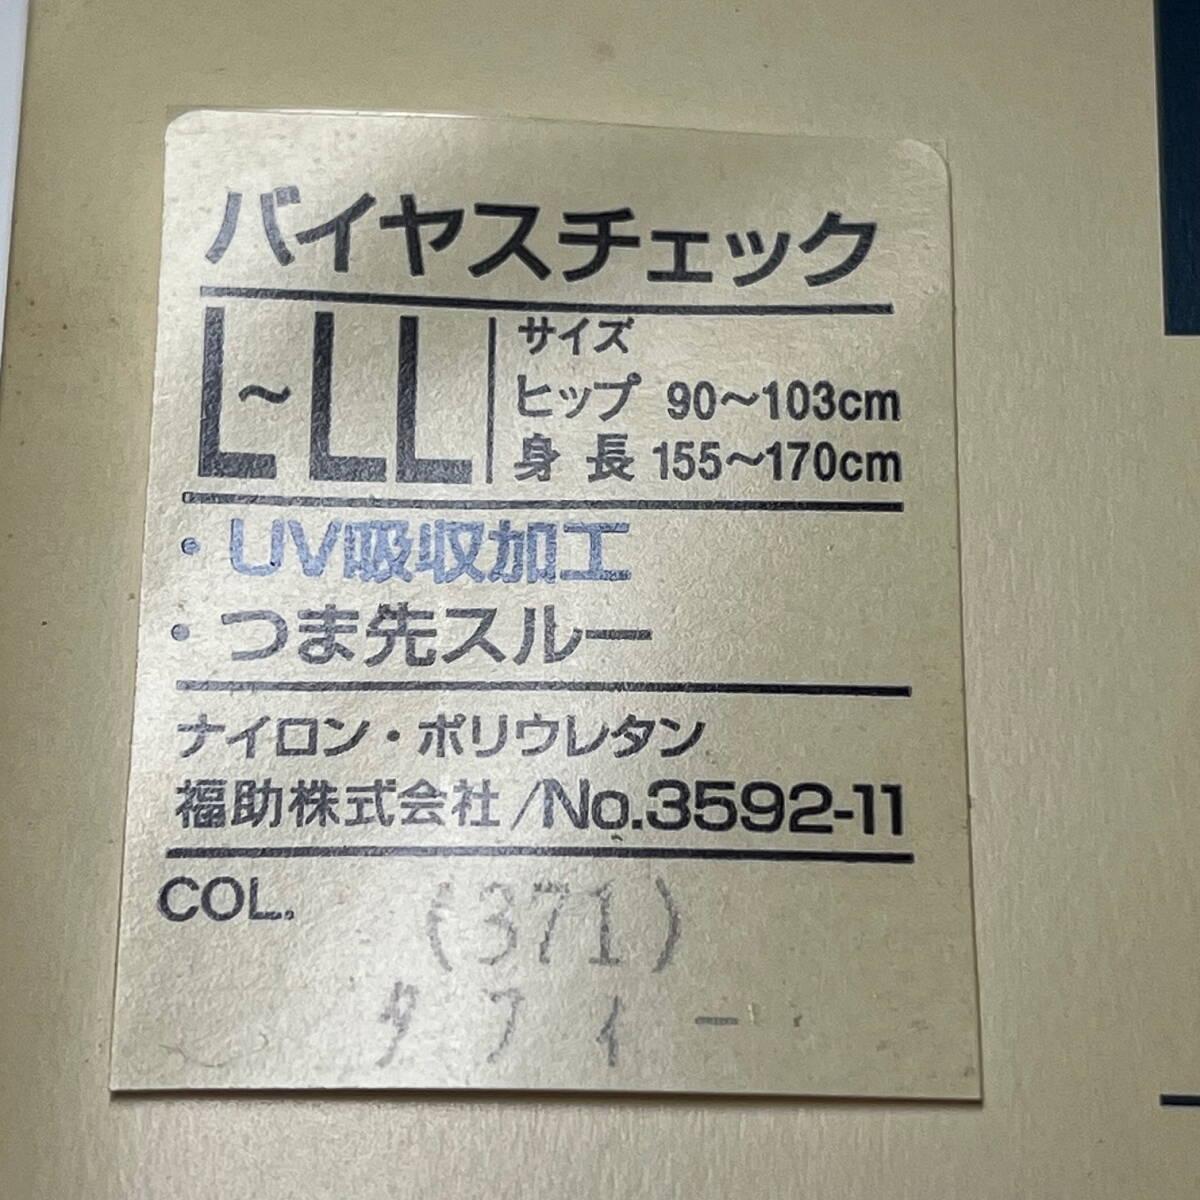 バイヤスチェック
L~LL
サイズ
ヒップ 90~103cm
身長 155~170cm
・UV吸収加工
・つま先スルー
ナイロン・ポリウレタン
福助株式会社/No.3592-11
COL.
(371)
タフィー